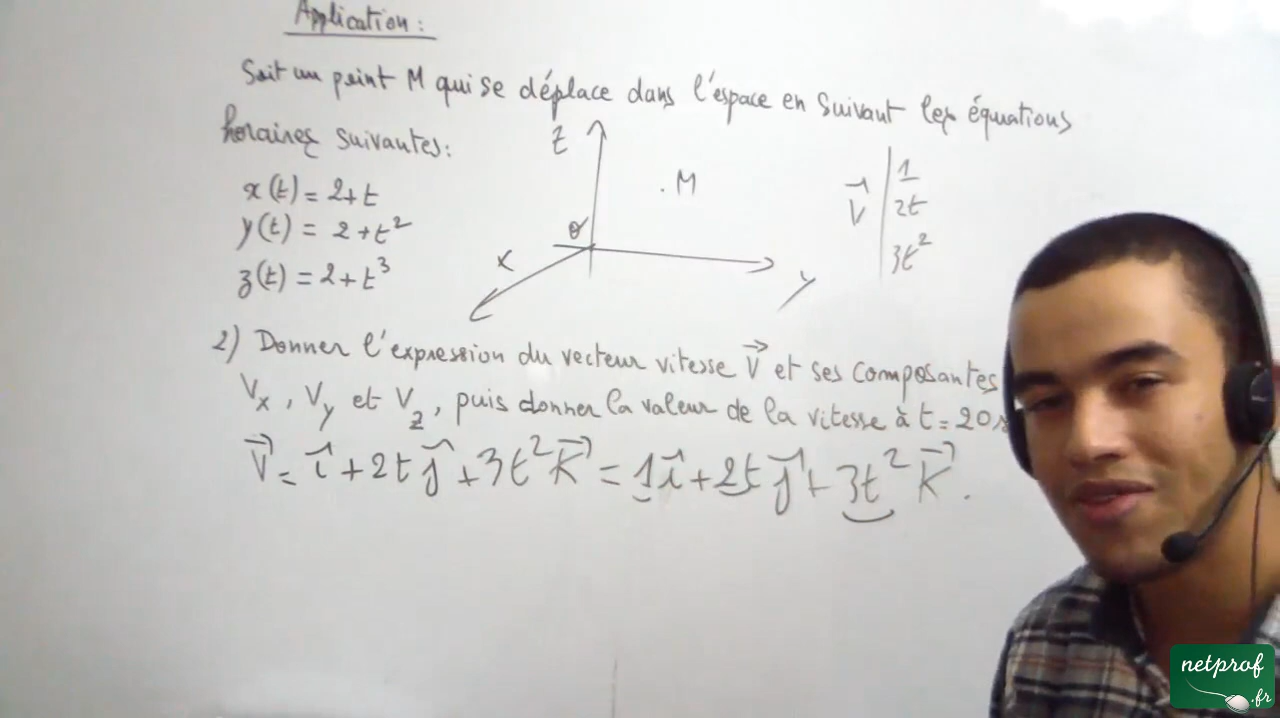 Application :
Soit un point M qui se déplace dans l'espace en suivant les équations
horaires suivantes :
x(t) = 2+t
y(t) = 2+t²
z(t) = 2+t³
Z
. M
O
X
y
V⃗ | 1
2t
3t²
2) Donner l'expression du vecteur vitesse V⃗ et ses composantes
Vx, Vy et Vz, puis donner la valeur de la vitesse à t = 20s
V⃗ = i⃗ + 2t j⃗ + 3t² K⃗ = 1i⃗ + 2t j⃗ + 3t² K⃗.
netprof
.fr